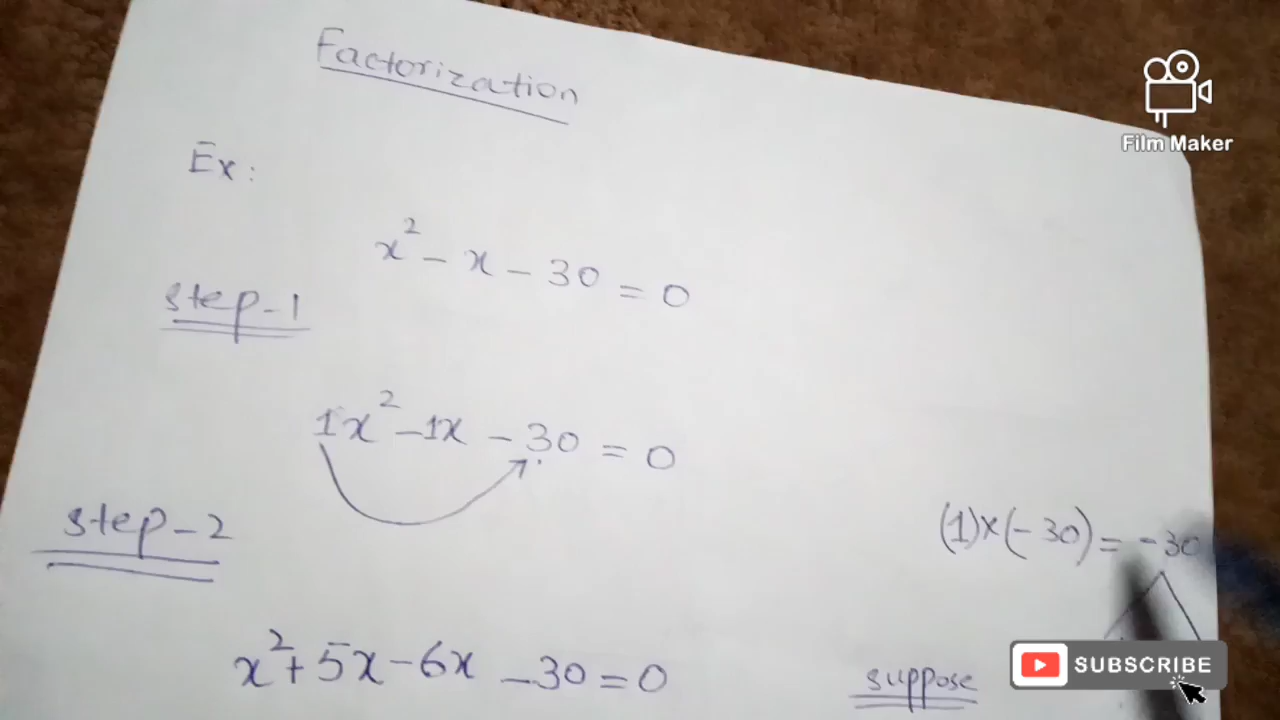 Factorization
Film Maker
Ex:
x² - x - 30 = 0
step-1
1x² - 1x - 30 = 0
step-2
(1)x(-30) = -30
x² + 5x - 6x - 30 = 0
suppose
SUBSCRIBE